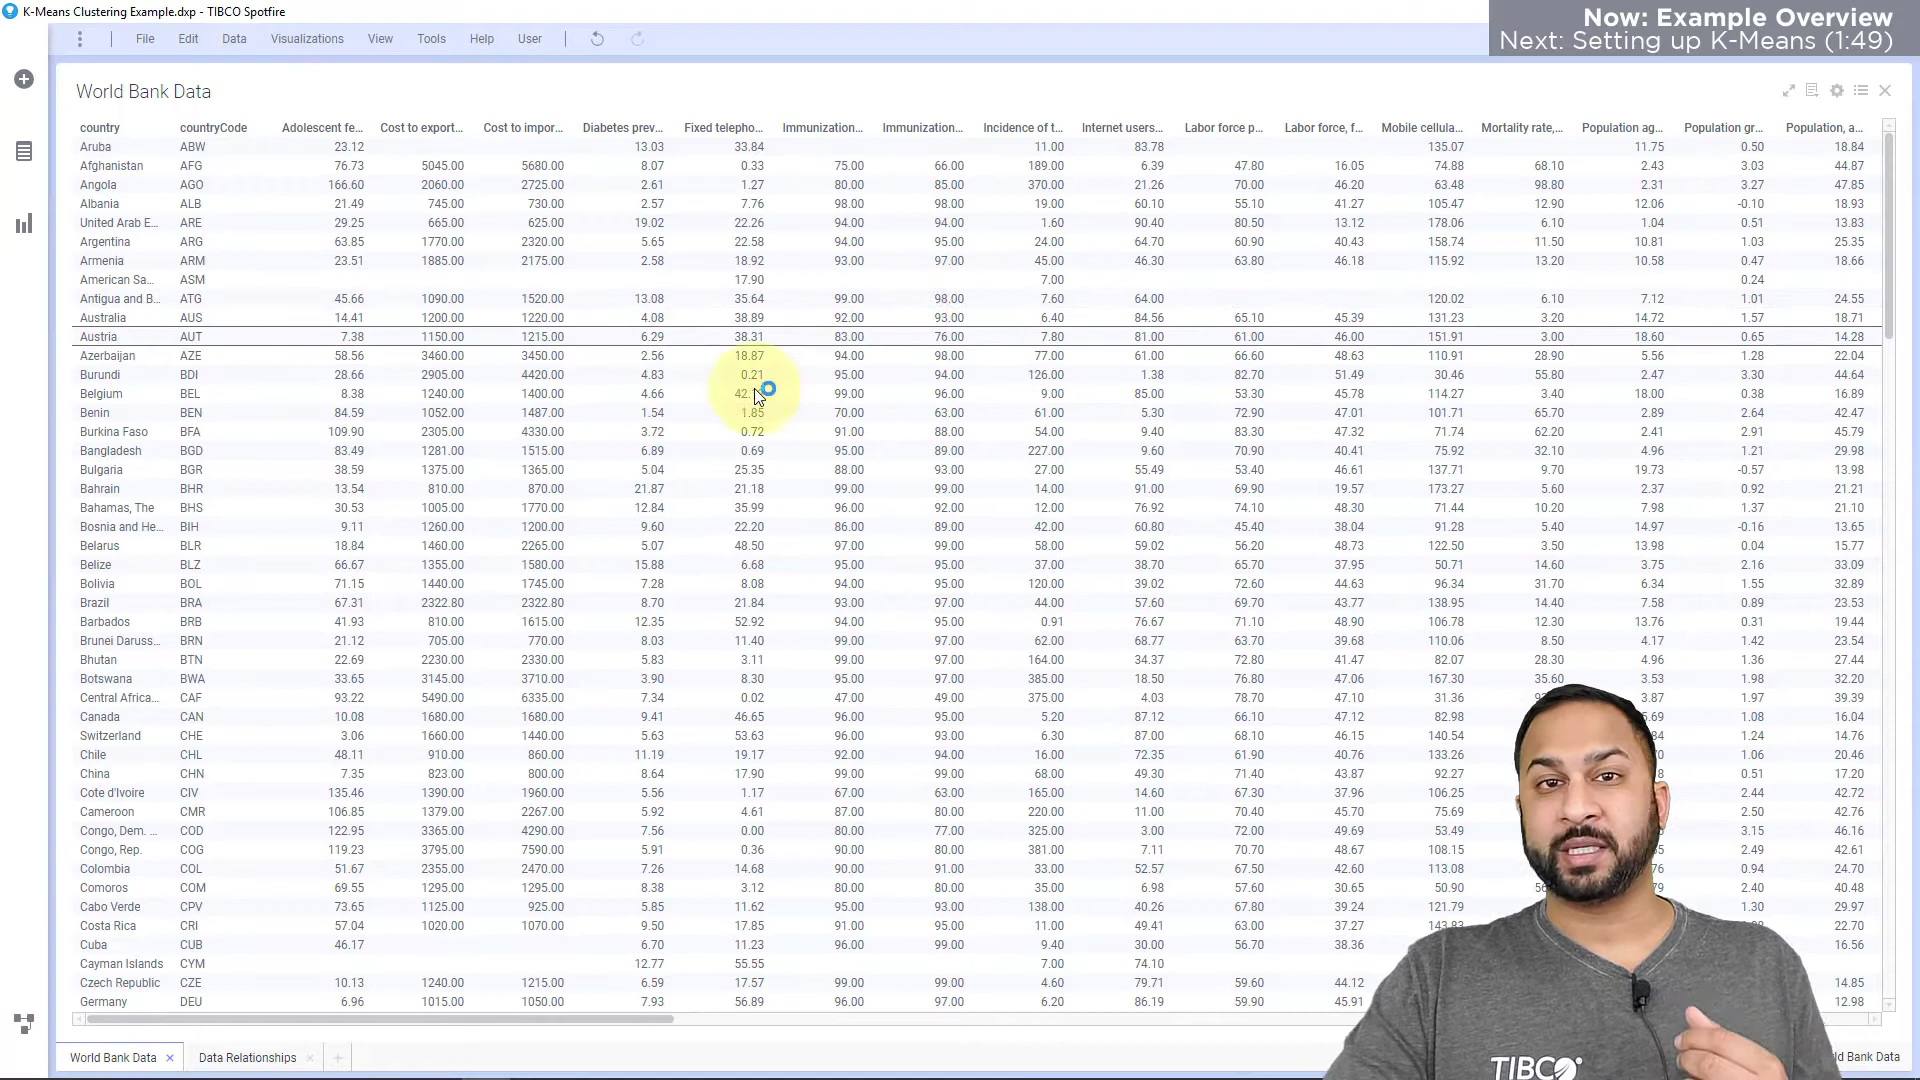 K-Means Clustering Example.dxp - TIBCO Spotfire
Now: Example Overview
Next: Setting up K-Means (1:49)
File Edit Data Visualizations View Tools Help User
World Bank Data
country countryCode Adolescent fe... Cost to export... Cost to impor... Diabetes prev... Fixed telepho... Immunization... Immunization... Incidence of t... Internet users... Labor force p... Labor force, f... Mobile cellula... Mortality rate,... Population ag... Population gr... Population, a...
Aruba ABW 23.12 13.03 33.84 11.00 83.78 135.07 11.75 0.50 18.84
Afghanistan AFG 76.73 5045.00 5680.00 8.07 0.33 75.00 66.00 189.00 6.39 47.80 16.05 74.88 68.10 2.43 3.03 44.87
Angola AGO 166.60 2060.00 2725.00 2.61 1.27 80.00 85.00 370.00 21.26 70.00 46.20 63.48 98.80 2.31 3.27 47.85
Albania ALB 21.49 745.00 730.00 2.57 7.76 98.00 98.00 19.00 60.10 55.10 41.27 105.47 12.90 12.06 -0.10 18.93
United Arab E... ARE 29.25 665.00 625.00 19.02 22.26 94.00 94.00 1.60 90.40 80.50 13.12 178.06 6.10 1.04 0.51 13.83
Argentina ARG 63.85 1770.00 2320.00 5.65 22.58 94.00 95.00 24.00 64.70 60.90 40.43 158.74 11.50 10.81 1.03 25.35
Armenia ARM 23.51 1885.00 2175.00 2.58 18.92 93.00 97.00 45.00 46.30 63.80 46.18 115.92 13.20 10.58 0.47 18.66
American Sa... ASM 17.90 7.00 0.24
Antigua and B... ATG 45.66 1090.00 1520.00 13.08 35.64 99.00 98.00 7.60 64.00 120.02 6.10 7.12 1.01 24.55
Australia AUS 14.41 1200.00 1220.00 4.08 38.89 92.00 93.00 6.40 84.56 65.10 45.39 131.23 3.20 14.72 1.57 18.71
Austria AUT 7.38 1150.00 1215.00 6.29 38.31 83.00 76.00 7.80 81.00 61.00 46.00 151.91 3.00 18.60 0.65 14.28
Azerbaijan AZE 58.56 3460.00 3450.00 2.56 18.87 94.00 98.00 77.00 61.00 66.60 48.63 110.91 28.90 5.56 1.28 22.04
Burundi BDI 28.66 2905.00 4420.00 4.83 0.21 95.00 94.00 126.00 1.38 82.70 51.49 30.46 55.80 2.47 3.30 44.64
Belgium BEL 8.38 1240.00 1400.00 4.66 42. 99.00 96.00 9.00 85.00 53.30 45.78 114.27 3.40 18.00 0.38 16.89
Benin BEN 84.59 1052.00 1487.00 1.54 1.85 70.00 63.00 61.00 5.30 72.90 47.01 101.71 65.70 2.89 2.64 42.47
Burkina Faso BFA 109.90 2305.00 4330.00 3.72 0.72 91.00 88.00 54.00 9.40 83.30 47.32 71.74 62.20 2.41 2.91 45.79
Bangladesh BGD 83.49 1281.00 1515.00 6.89 0.69 95.00 89.00 227.00 9.60 70.90 40.41 75.92 32.10 4.96 1.21 29.98
Bulgaria BGR 38.59 1375.00 1365.00 5.04 25.35 88.00 93.00 27.00 55.49 53.40 46.61 137.71 9.70 19.73 -0.57 13.98
Bahrain BHR 13.54 810.00 870.00 21.87 21.18 99.00 99.00 14.00 91.00 69.90 19.57 173.27 5.60 2.37 0.92 21.21
Bahamas, The BHS 30.53 1005.00 1770.00 12.84 35.99 96.00 92.00 12.00 76.92 74.10 48.30 71.44 10.20 7.98 1.37 21.10
Bosnia and He... BIH 9.11 1260.00 1200.00 9.60 22.20 86.00 89.00 42.00 60.80 45.40 38.04 91.28 5.40 14.97 -0.16 13.65
Belarus BLR 18.84 1460.00 2265.00 5.07 48.50 97.00 99.00 58.00 59.02 56.20 48.73 122.50 3.50 13.98 0.04 15.77
Belize BLZ 66.67 1355.00 1580.00 15.88 6.68 95.00 95.00 37.00 38.70 65.70 37.95 50.71 14.60 3.75 2.16 33.09
Bolivia BOL 71.15 1440.00 1745.00 7.28 8.08 94.00 95.00 120.00 39.02 72.60 44.63 96.34 31.70 6.34 1.55 32.89
Brazil BRA 67.31 2322.80 2322.80 8.70 21.84 93.00 97.00 44.00 57.60 69.70 43.77 138.95 14.40 7.58 0.89 23.53
Barbados BRB 41.93 810.00 1615.00 12.35 52.92 94.00 95.00 0.91 76.67 71.10 48.90 106.78 12.30 13.76 0.31 19.44
Brunei Daruss... BRN 21.12 705.00 770.00 8.03 11.40 99.00 97.00 62.00 68.77 63.70 39.68 110.06 8.50 4.17 1.42 23.54
Bhutan BTN 22.69 2230.00 2330.00 5.83 3.11 99.00 97.00 164.00 34.37 72.80 41.47 82.07 28.30 4.96 1.36 27.44
Botswana BWA 33.65 3145.00 3710.00 3.90 8.30 95.00 97.00 385.00 18.50 76.80 47.06 167.30 35.60 3.53 1.98 32.20
Central Africa... CAF 93.22 5490.00 6335.00 7.34 0.02 47.00 49.00 375.00 4.03 78.70 47.10 31.36 3.87 1.97 39.39
Canada CAN 10.08 1680.00 1680.00 9.41 46.65 96.00 95.00 5.20 87.12 66.10 47.12 82.98 5.69 1.08 16.04
Switzerland CHE 3.06 1660.00 1440.00 5.63 53.63 96.00 93.00 6.30 87.00 68.10 46.15 140.54 84 1.24 14.76
Chile CHL 48.11 910.00 860.00 11.19 19.17 92.00 94.00 16.00 72.35 61.90 40.76 133.26 1.06 20.46
China CHN 7.35 823.00 800.00 8.64 17.90 99.00 99.00 68.00 49.30 71.40 43.87 92.27 8 0.51 17.20
Cote d'Ivoire CIV 135.46 1390.00 1960.00 5.56 1.17 67.00 63.00 165.00 14.60 67.30 37.96 106.25 2.44 42.72
Cameroon CMR 106.85 1379.00 2267.00 5.92 4.61 87.00 80.00 220.00 11.00 70.40 45.70 75.69 2.50 42.76
Congo, Dem. ... COD 122.95 3365.00 4290.00 7.56 0.00 80.00 77.00 325.00 3.00 72.00 49.69 53.49 3.15 46.16
Congo, Rep. COG 119.23 3795.00 7590.00 5.91 0.36 90.00 80.00 381.00 7.11 70.70 48.67 108.15 2.49 42.61
Colombia COL 51.67 2355.00 2470.00 7.26 14.68 92.00 91.00 33.00 52.57 67.50 42.60 113.08 76 0.94 24.70
Comoros COM 69.55 1295.00 1295.00 8.38 3.12 80.00 80.00 35.00 6.98 57.60 30.65 50.90 79 2.40 40.48
Cabo Verde CPV 73.65 1125.00 925.00 5.85 11.62 95.00 93.00 138.00 40.26 67.80 39.24 121.79 1.30 29.97
Costa Rica CRI 57.04 1020.00 1070.00 9.50 17.85 91.00 95.00 11.00 49.41 63.00 37.27 143.83 22.70
Cuba CUB 46.17 6.70 11.23 96.00 99.00 9.40 30.00 56.70 38.36 16.56
Cayman Islands CYM 12.77 55.55 7.00 74.10
Czech Republic CZE 10.13 1240.00 1215.00 6.59 17.57 99.00 99.00 4.60 79.71 59.60 44.12 14.85
Germany DEU 6.96 1015.00 1050.00 7.93 56.89 96.00 97.00 6.20 86.19 59.90 45.91 12.98
World Bank Data Data Relationships
ld Bank Data
TIBCO